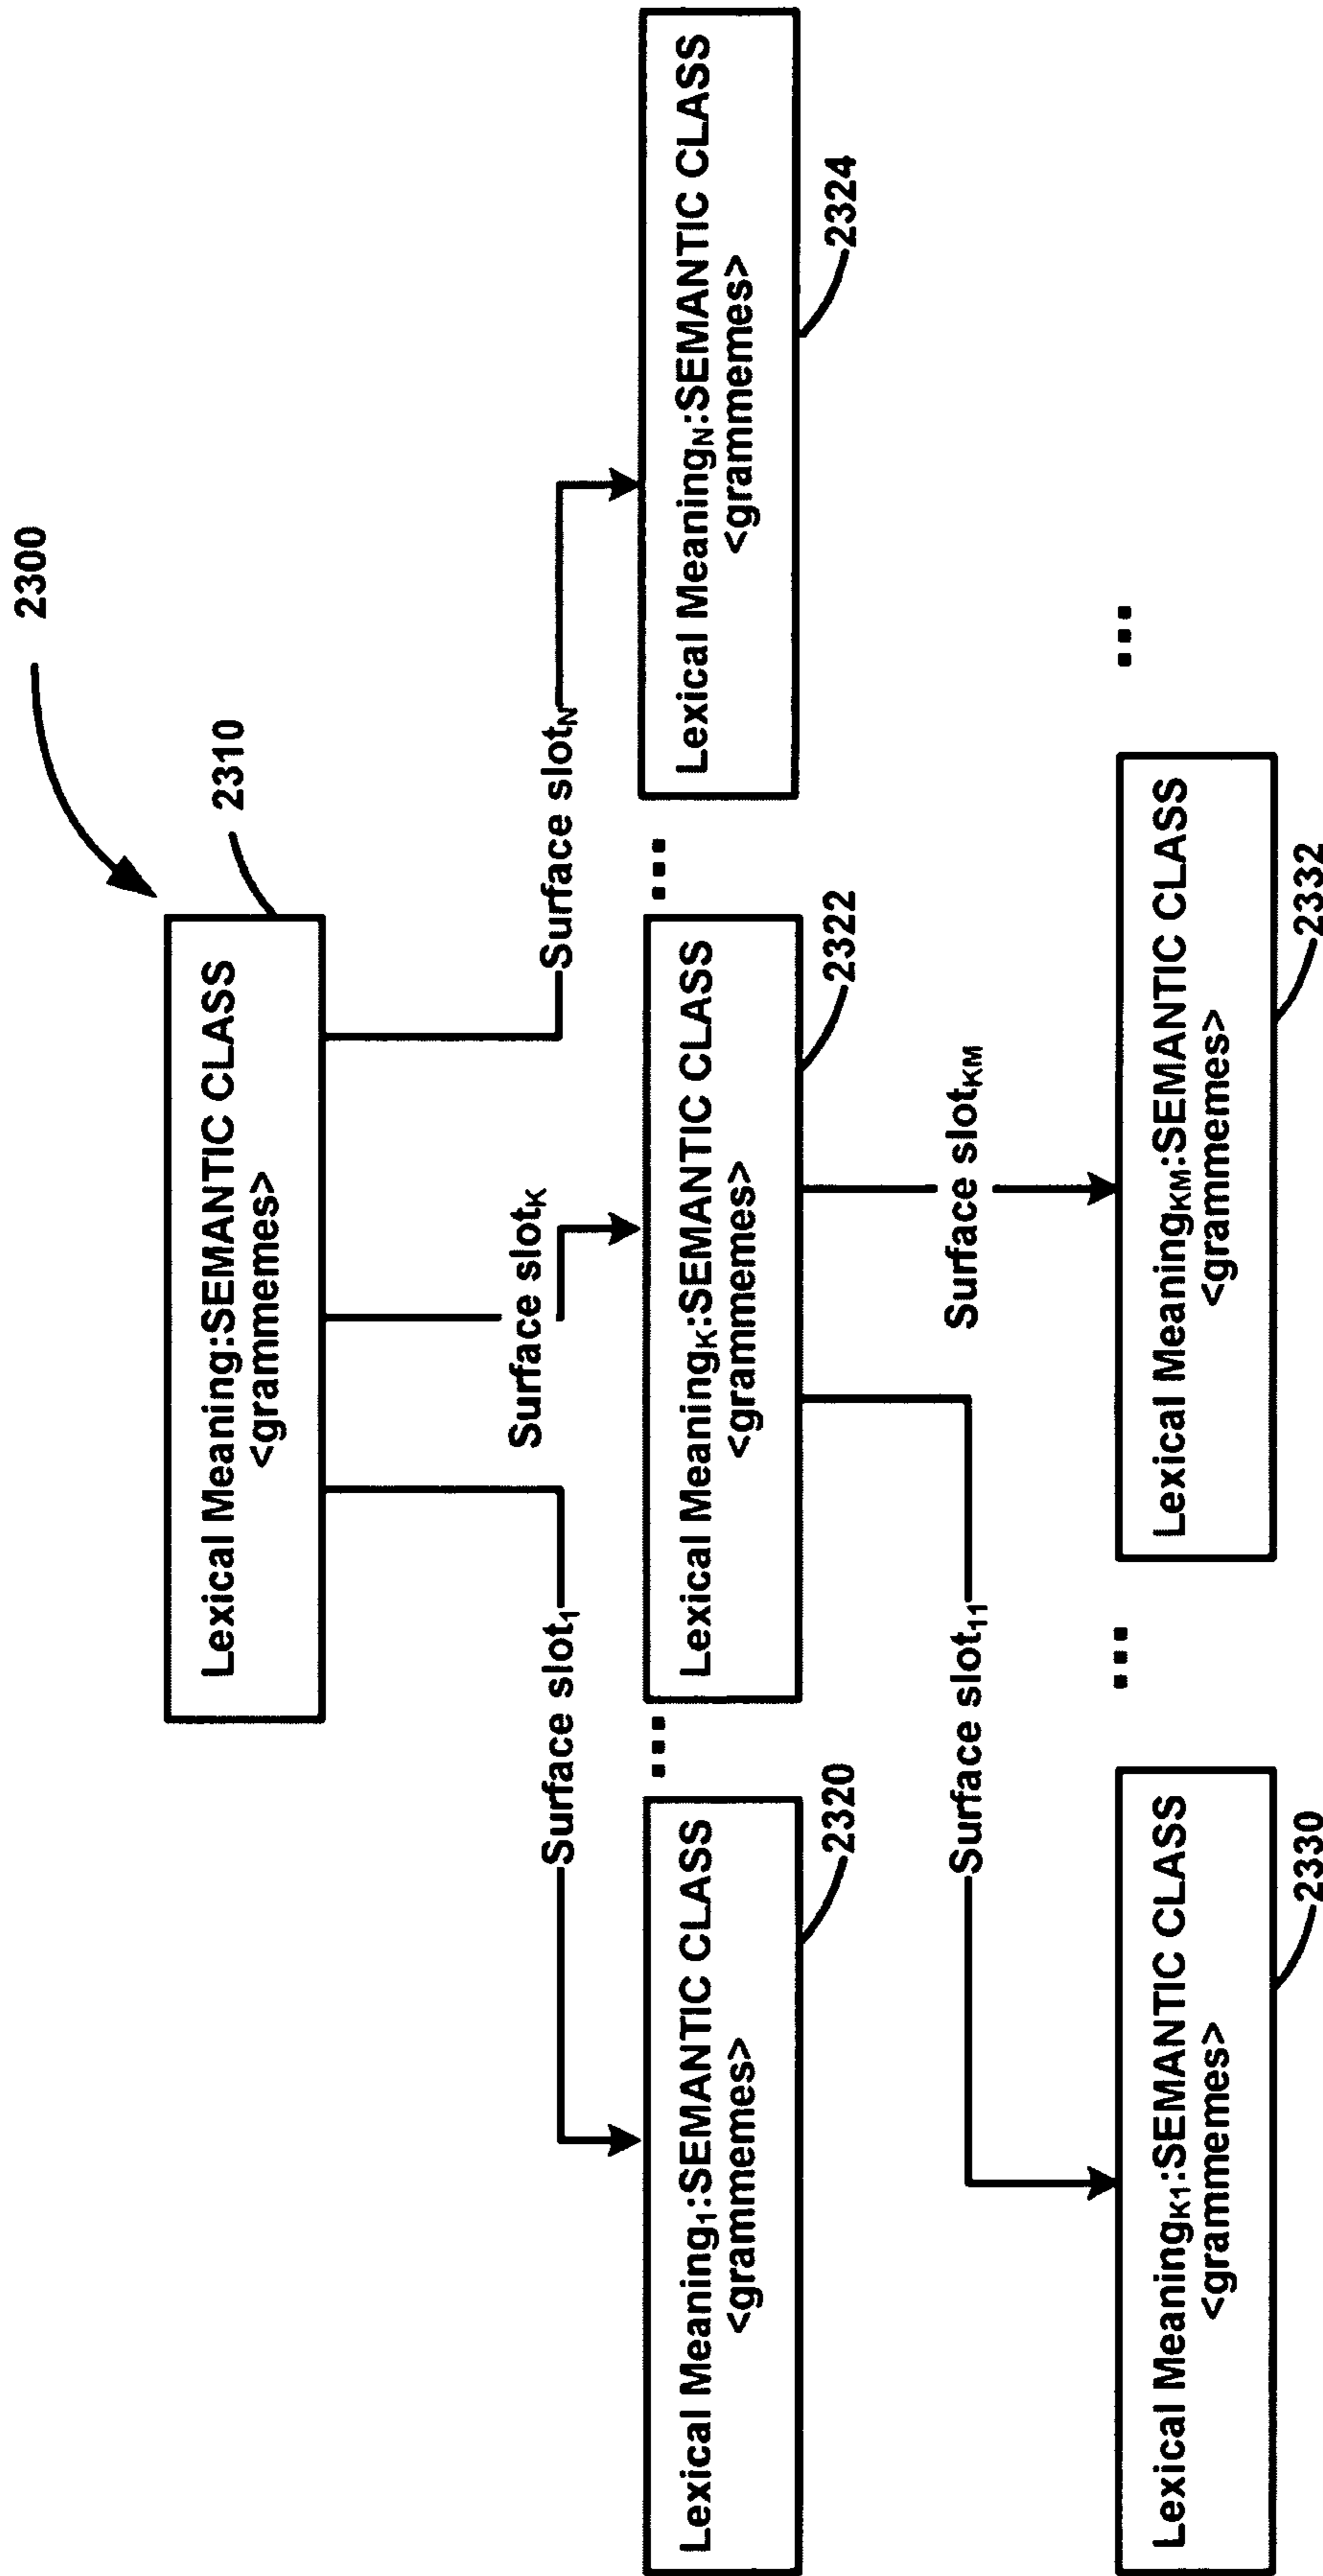 2300
2310
Lexical Meaning:SEMANTIC CLASS
<grammemes>
Surface slot₁
Surface slotK
Surface slotN
Lexical Meaning₁:SEMANTIC CLASS
<grammemes>
2320
...
Lexical MeaningK:SEMANTIC CLASS
<grammemes>
2322
...
Lexical MeaningN:SEMANTIC CLASS
<grammemes>
2324
Surface slot₁₁
Surface slotKM
Lexical MeaningK1:SEMANTIC CLASS
<grammemes>
2330
...
Lexical MeaningKM:SEMANTIC CLASS
<grammemes>
2332
...